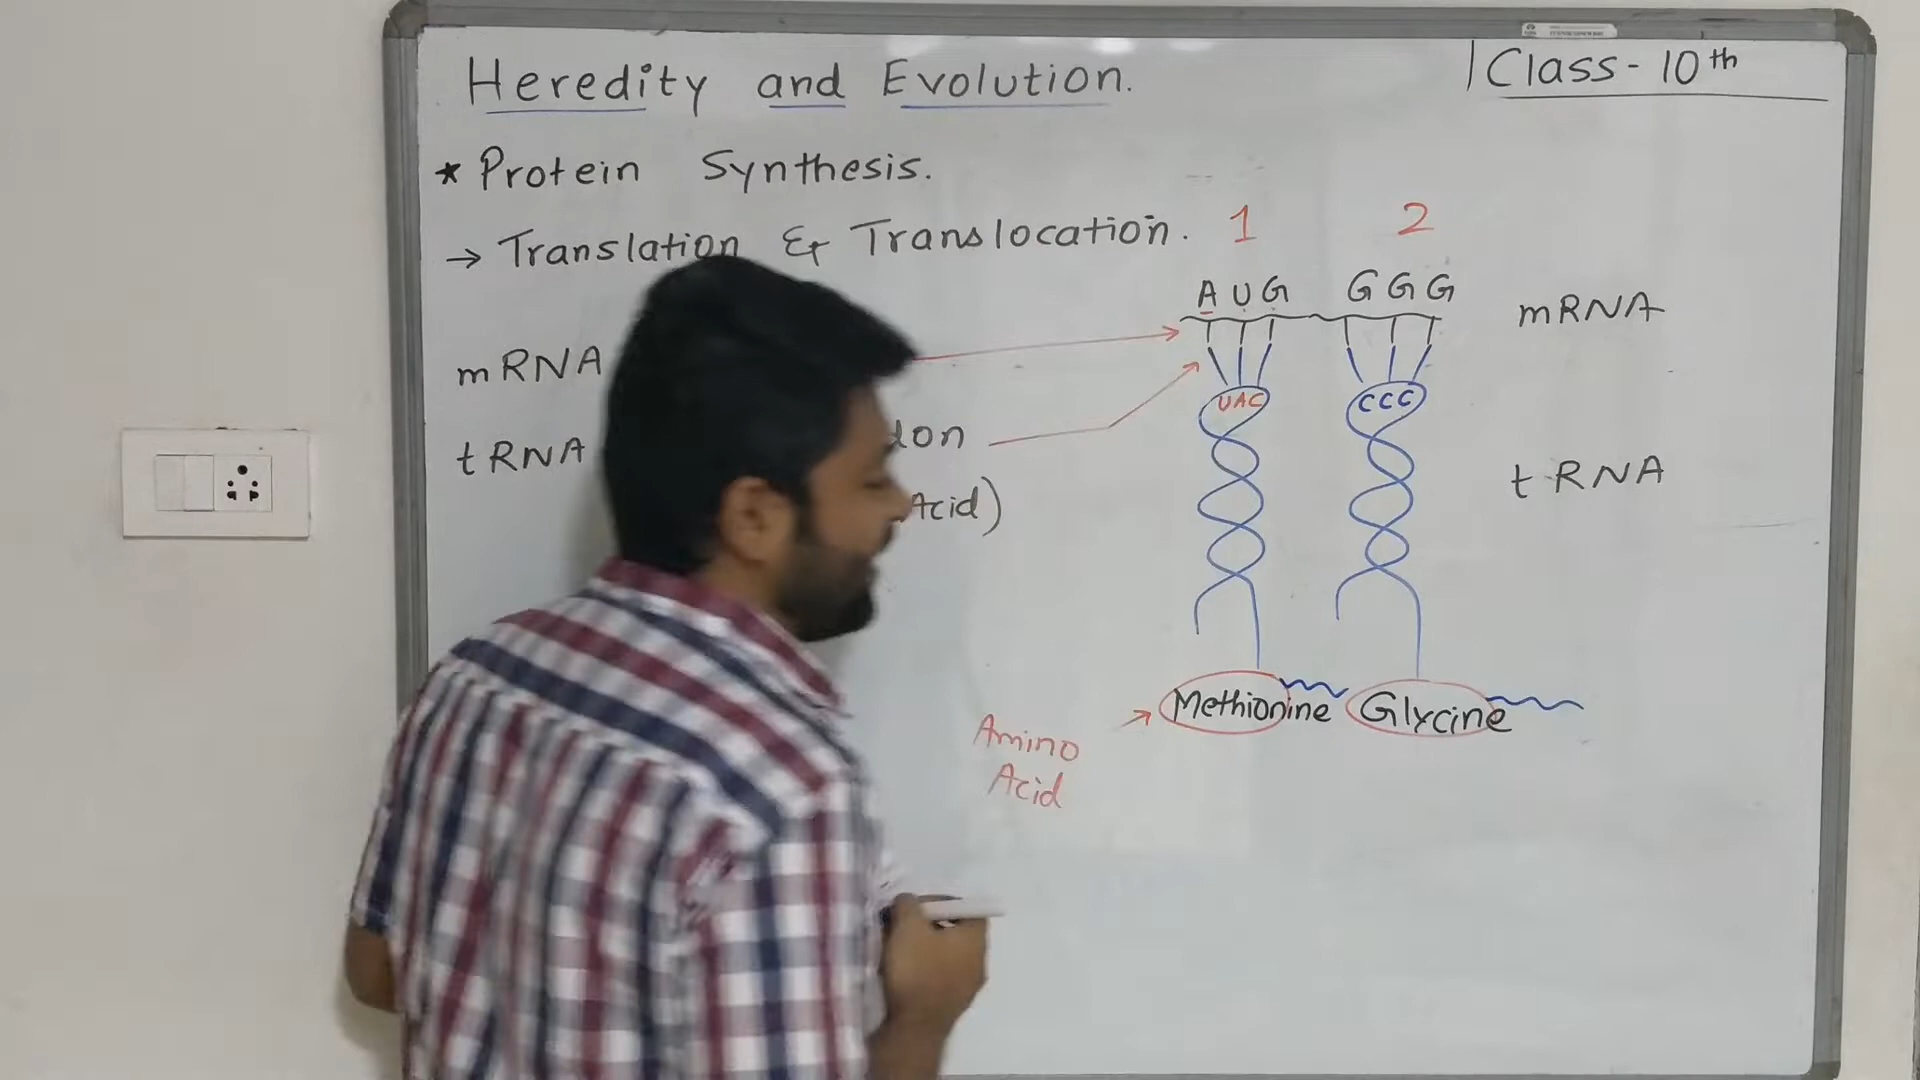 Heredity and Evolution.
Class - 10th
* Protein Synthesis.
→ Translation & Translocation.
1 2
A U G G G G
mRNA
mRNA
UAC CCC
tRNA
tRNA
Acid)
Methionine Glycine
Amino
Acid